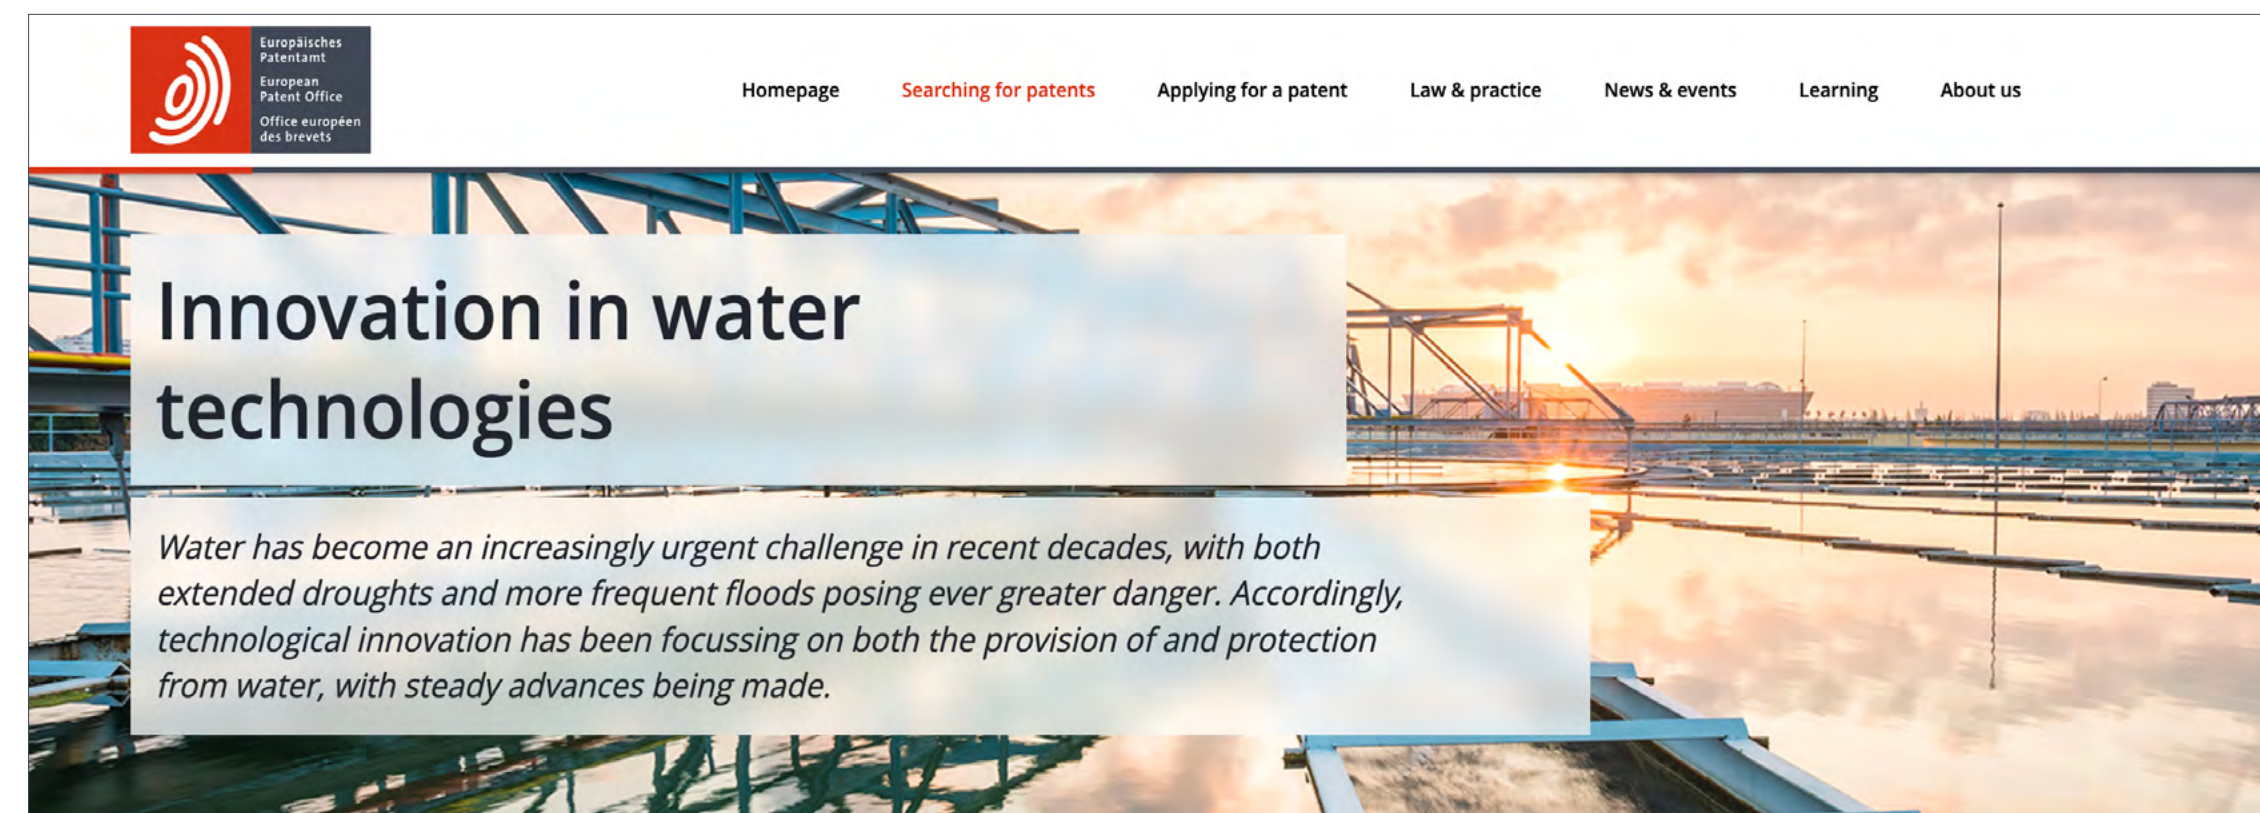 Europäisches
Patentamt
European
Patent Office
Office européen
des brevets
Homepage
Searching for patents
Applying for a patent
Law & practice
News & events
Learning
About us
Innovation in water
technologies
Water has become an increasingly urgent challenge in recent decades, with both
extended droughts and more frequent floods posing ever greater danger. Accordingly,
technological innovation has been focussing on both the provision of and protection
from water, with steady advances being made.